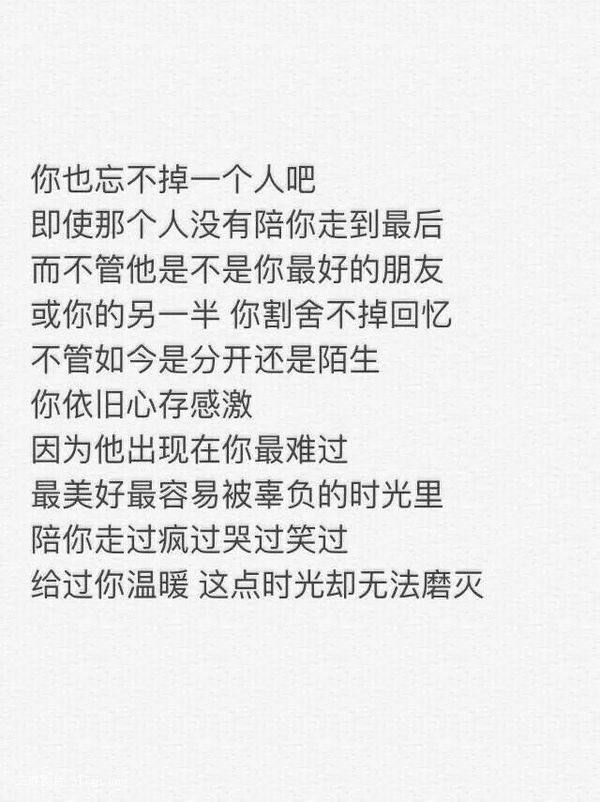 你也忘不掉一个人吧
即使那个人没有陪你走到最后
而不管他是不是你最好的朋友
或你的另一半 你割舍不掉回忆
不管如今是分开还是陌生
你依旧心存感激
因为他出现在你最难过
最美好最容易被辜负的时光里
陪你走过疯过哭过笑过
给过你温暖 这点时光却无法磨灭